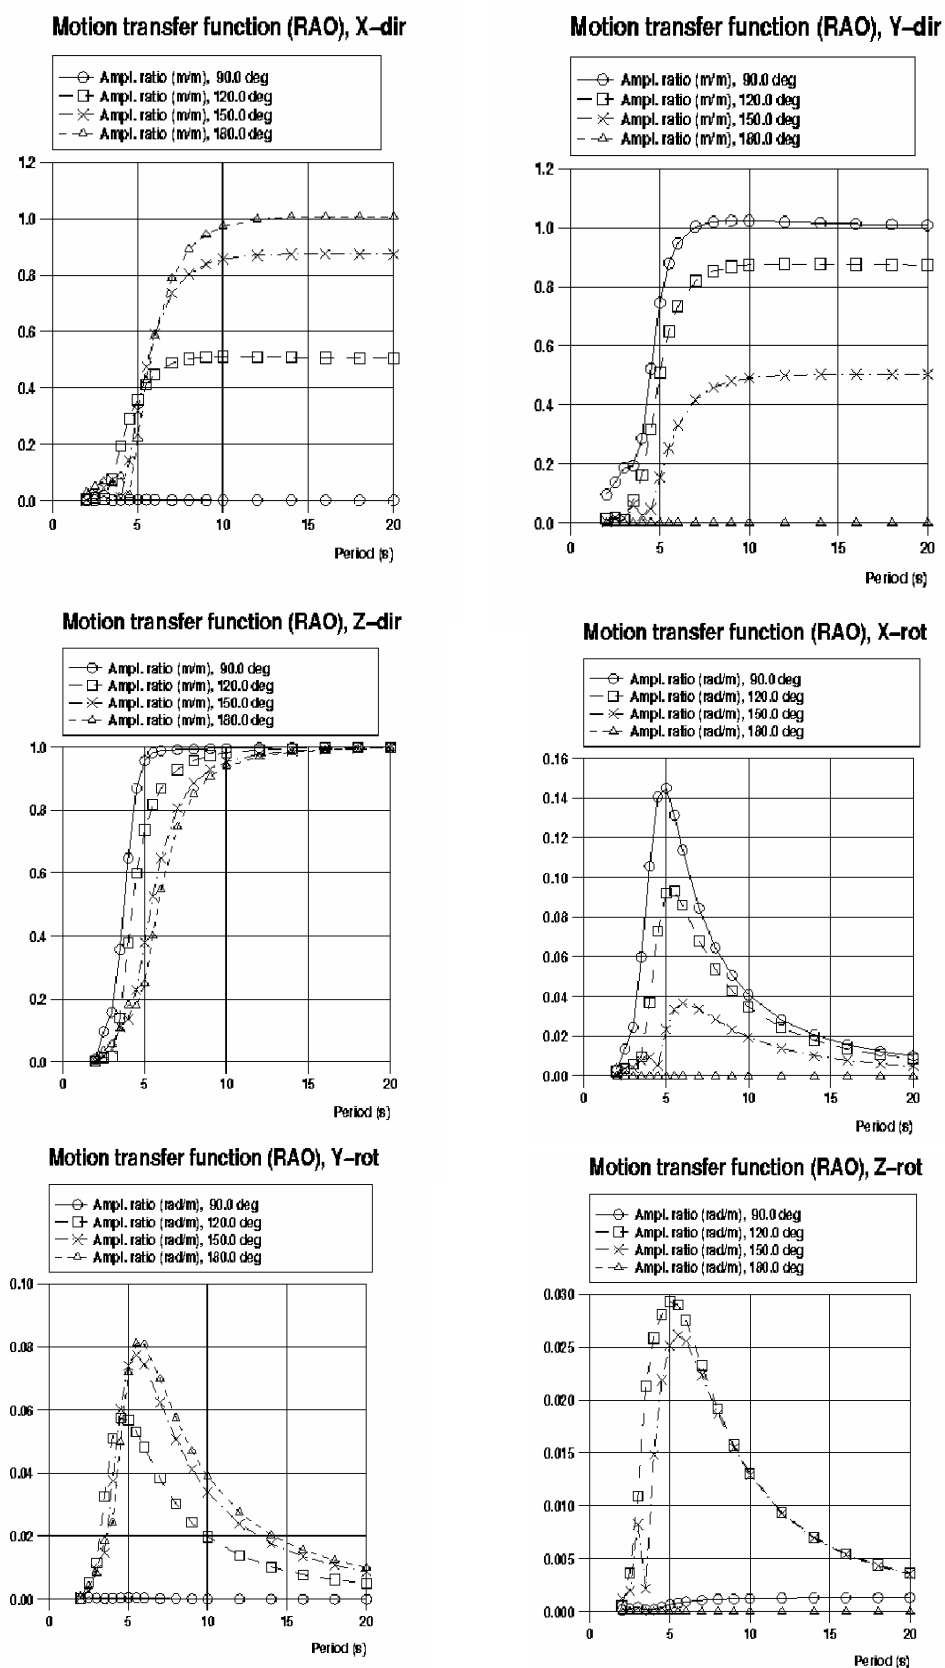 Motion transfer function (RAO), X-dir
Ampl. ratio (m/m), 90.0 deg
Ampl. ratio (m/m), 120.0 deg
Ampl. ratio (m/m), 150.0 deg
Ampl. ratio (m/m), 180.0 deg
1.2
1.0
0.8
0.6
0.4
0.2
0.0
0 5 10 15 20
Period (s)
Motion transfer function (RAO), Y-dir
Ampl. ratio (m/m), 90.0 deg
Ampl. ratio (m/m), 120.0 deg
Ampl. ratio (m/m), 150.0 deg
Ampl. ratio (m/m), 180.0 deg
1.2
1.0
0.8
0.6
0.4
0.2
0.0
0 5 10 15 20
Period (s)
Motion transfer function (RAO), Z-dir
Ampl. ratio (m/m), 90.0 deg
Ampl. ratio (m/m), 120.0 deg
Ampl. ratio (m/m), 150.0 deg
Ampl. ratio (m/m), 180.0 deg
1.0
0.8
0.6
0.4
0.2
0.0
0 5 10 15 20
Period (s)
Motion transfer function (RAO), X-rot
Ampl. ratio (rad/m), 90.0 deg
Ampl. ratio (rad/m), 120.0 deg
Ampl. ratio (rad/m), 150.0 deg
Ampl. ratio (rad/m), 180.0 deg
0.16
0.14
0.12
0.10
0.08
0.06
0.04
0.02
0.00
0 5 10 15 20
Period (s)
Motion transfer function (RAO), Y-rot
Ampl. ratio (rad/m), 90.0 deg
Ampl. ratio (rad/m), 120.0 deg
Ampl. ratio (rad/m), 150.0 deg
Ampl. ratio (rad/m), 180.0 deg
0.10
0.08
0.06
0.04
0.02
0.00
0 5 10 15 20
Period (s)
Motion transfer function (RAO), Z-rot
Ampl. ratio (rad/m), 90.0 deg
Ampl. ratio (rad/m), 120.0 deg
Ampl. ratio (rad/m), 150.0 deg
Ampl. ratio (rad/m), 180.0 deg
0.030
0.025
0.020
0.015
0.010
0.005
0.000
0 5 10 15 20
Period (s)